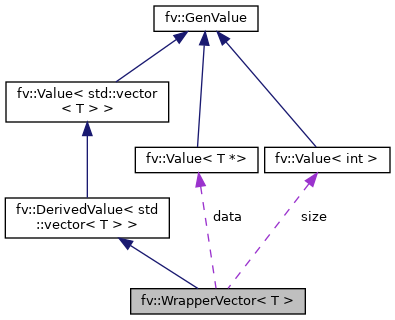 fv::GenValue
fv::Value< std::vector
< T > >
fv::Value< T *>
fv::Value< int >
fv::DerivedValue< std
::vector< T > >
data
size
fv::WrapperVector< T >